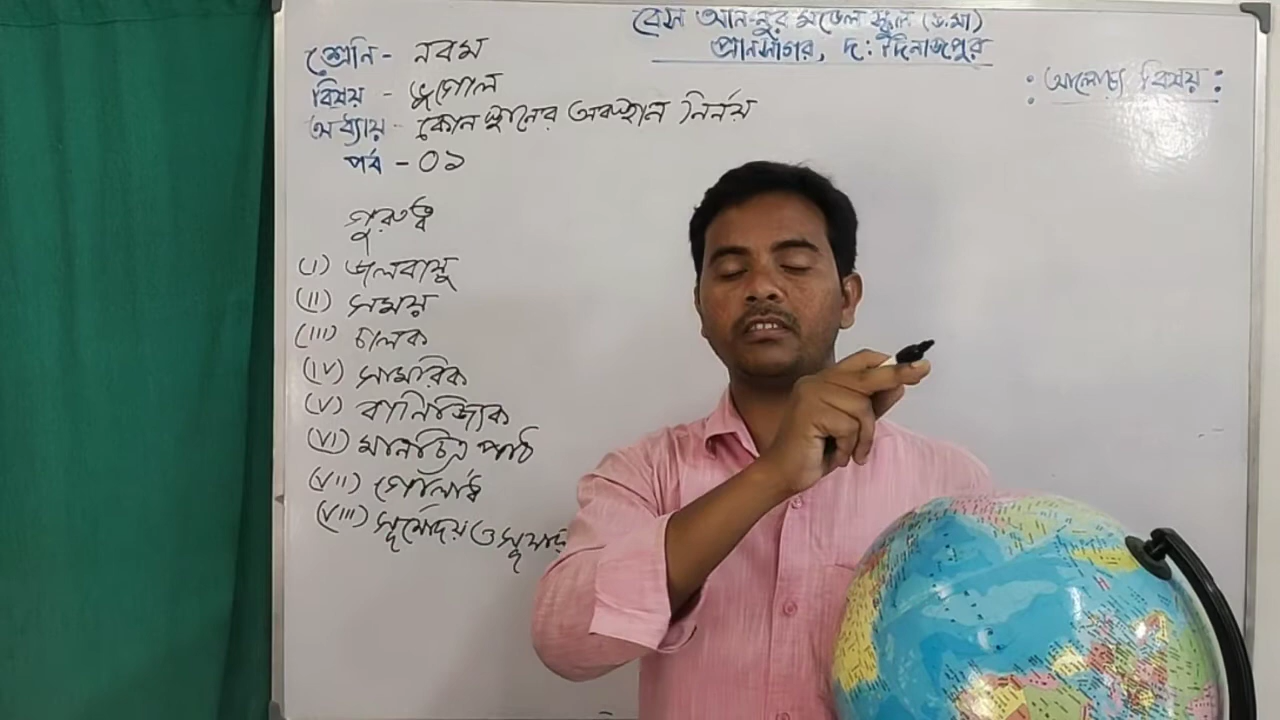 বেস আন-নুর মডেল স্কুল (উ.মা)
প্রানসাগর, দ: দিনাজপুর
শ্রেনি - নবম
বিষয় - ভূগোল
অধ্যায় - কোন স্থানের অবস্থান নির্নয়
পর্ব - ০১
: আলোচ্য বিষয় :
গুরুত্ব
(i) জলবায়ু
(ii) সময়
(iii) চালক
(iv) সামরিক
(v) বানিজ্যিক
(vi) মানচিত্র পাঠ
(vii) গোলার্ধ
(viii) সূর্যোদয় ও